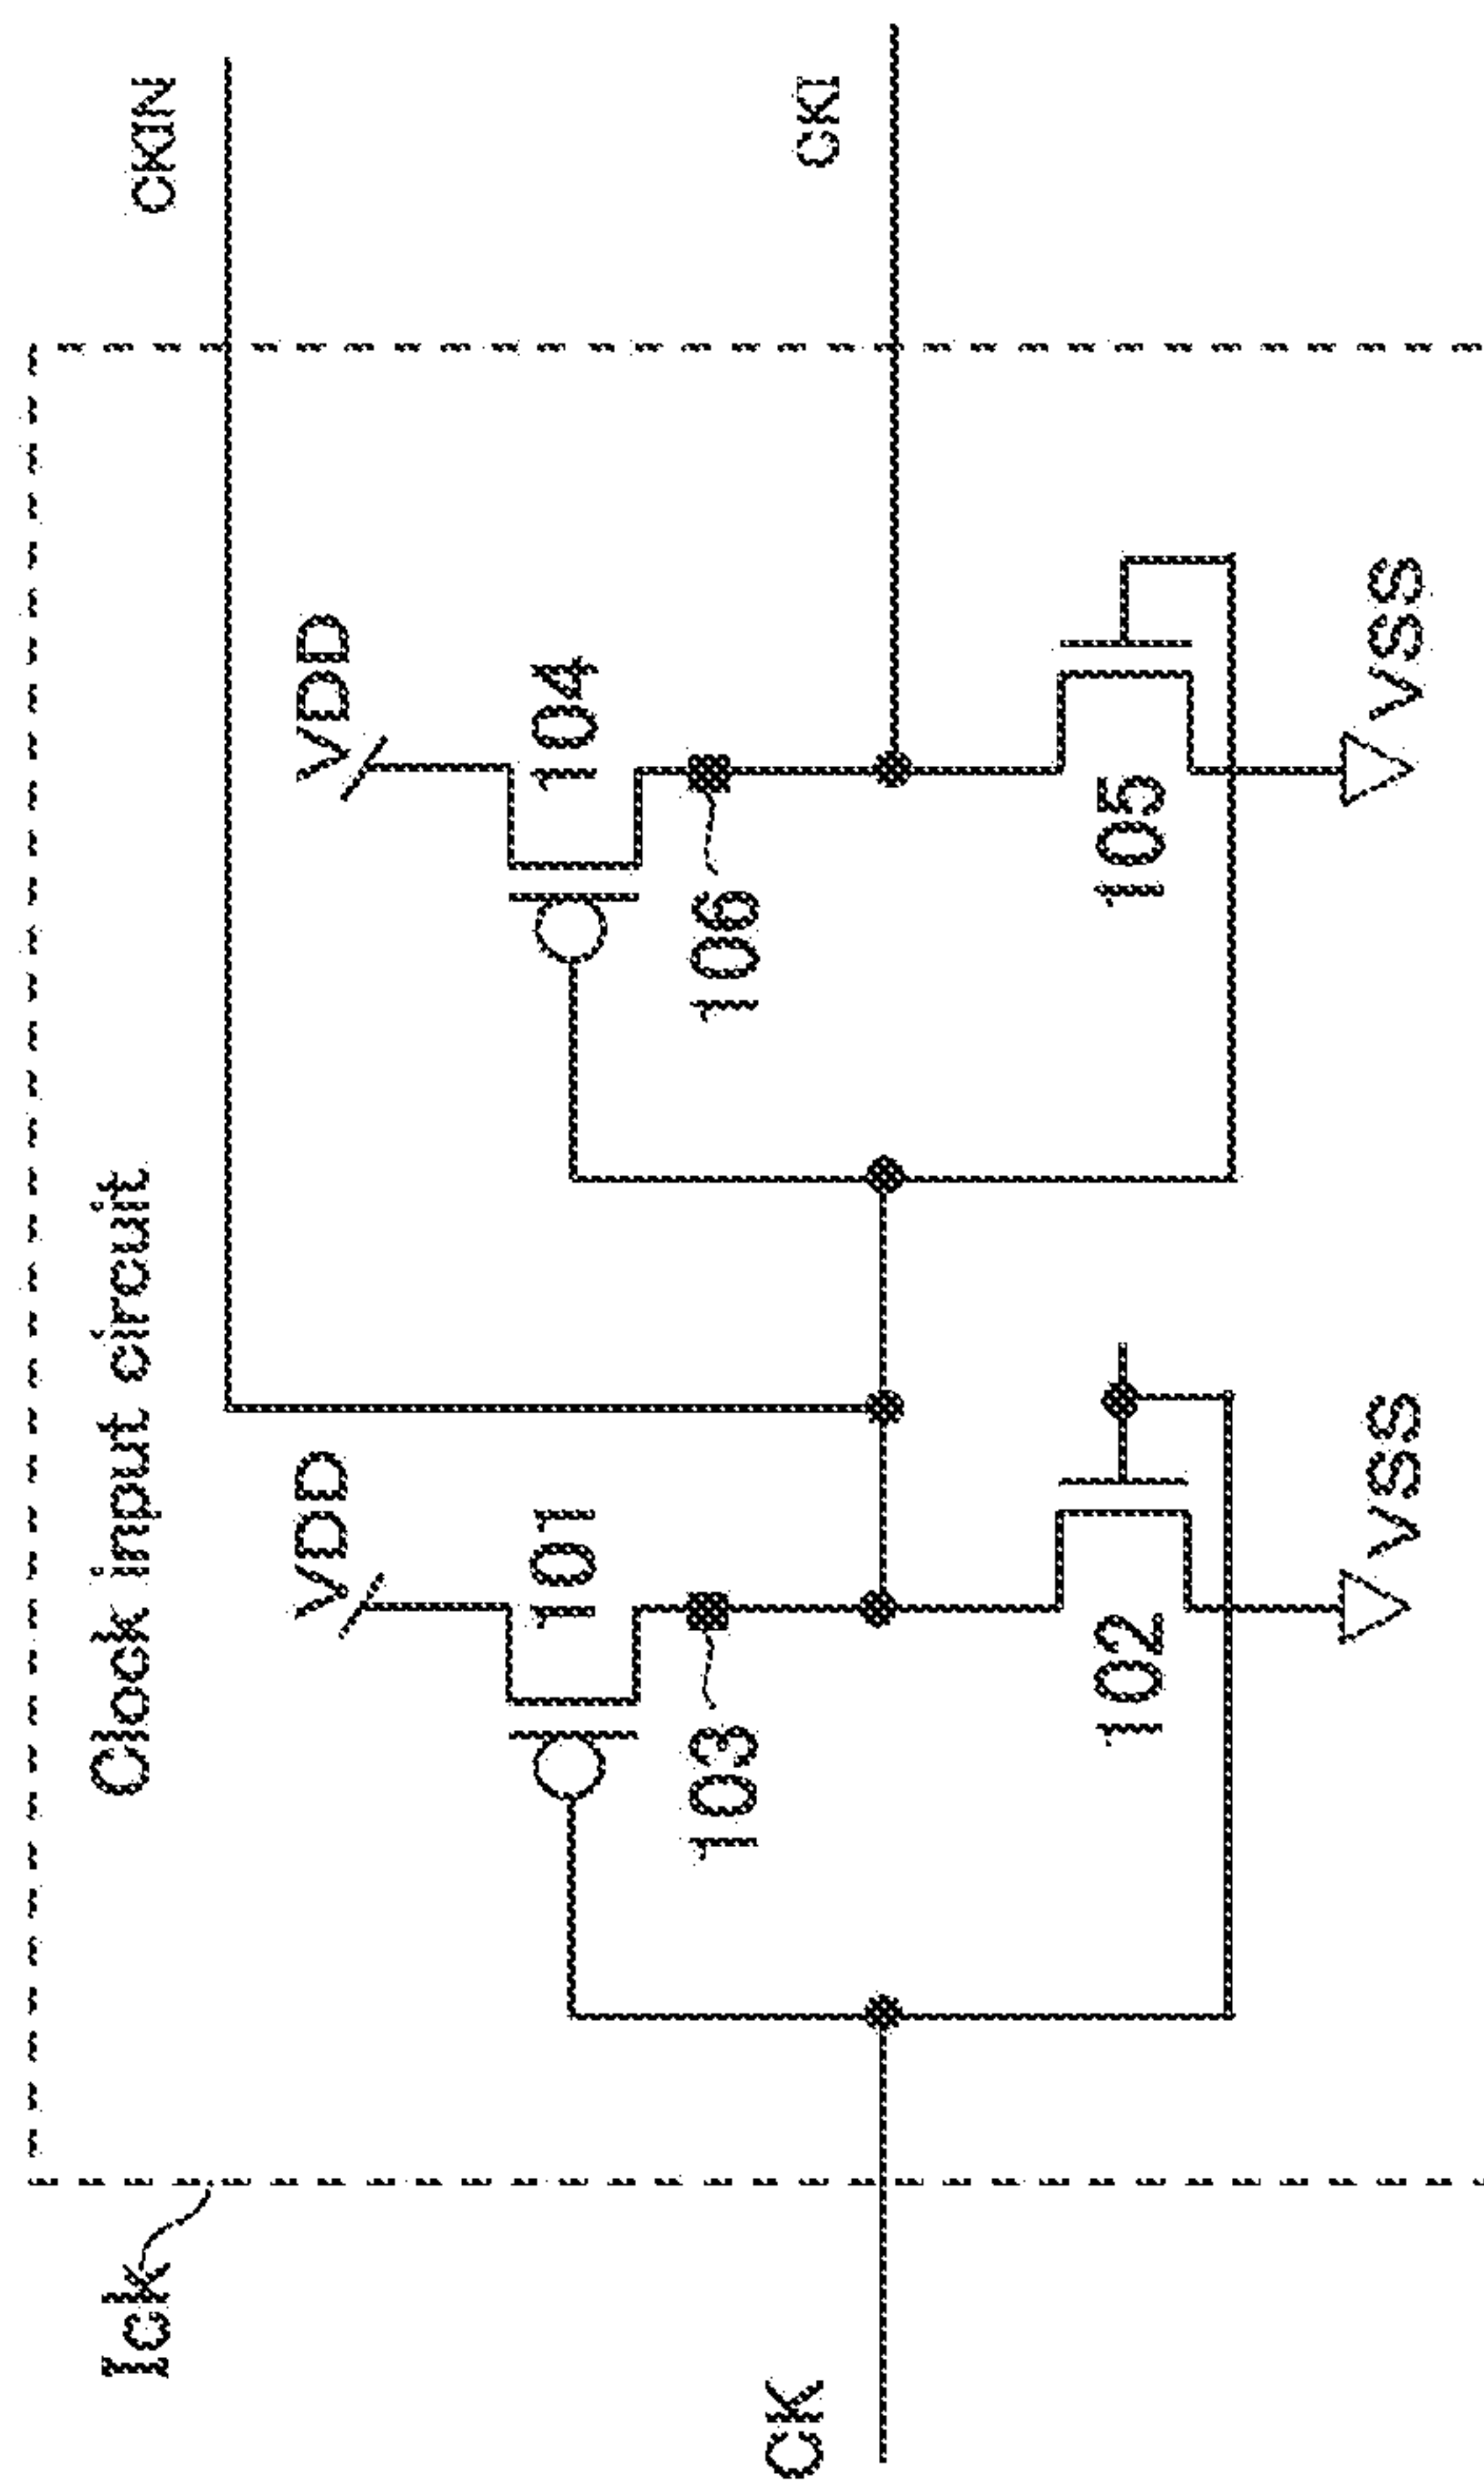 Ick
Clock input circuit
CKIN
VDD
VDD
101
104
103
106
CK
CKI
102
105
VSS
VSS